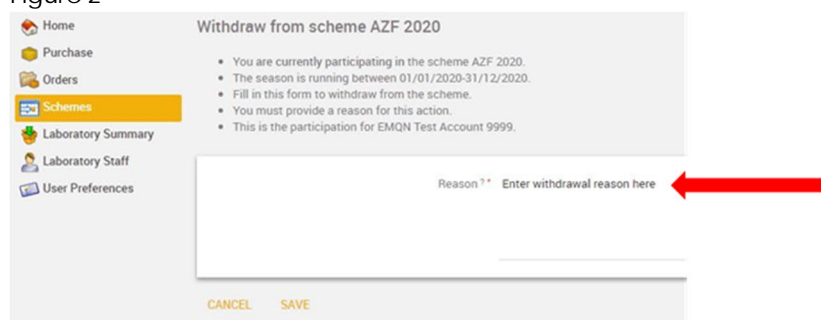 Figure 2
Home
Purchase
Orders
Schemes
Laboratory Summary
Laboratory Staff
User Preferences
Withdraw from scheme AZF 2020
You are currently participating in the scheme AZF 2020.
The season is running between 01/01/2020-31/12/2020.
Fill in this form to withdraw from the scheme.
You must provide a reason for this action.
This is the participation for EMQN Test Account 9999.
Reason ? * Enter withdrawal reason here
CANCEL SAVE